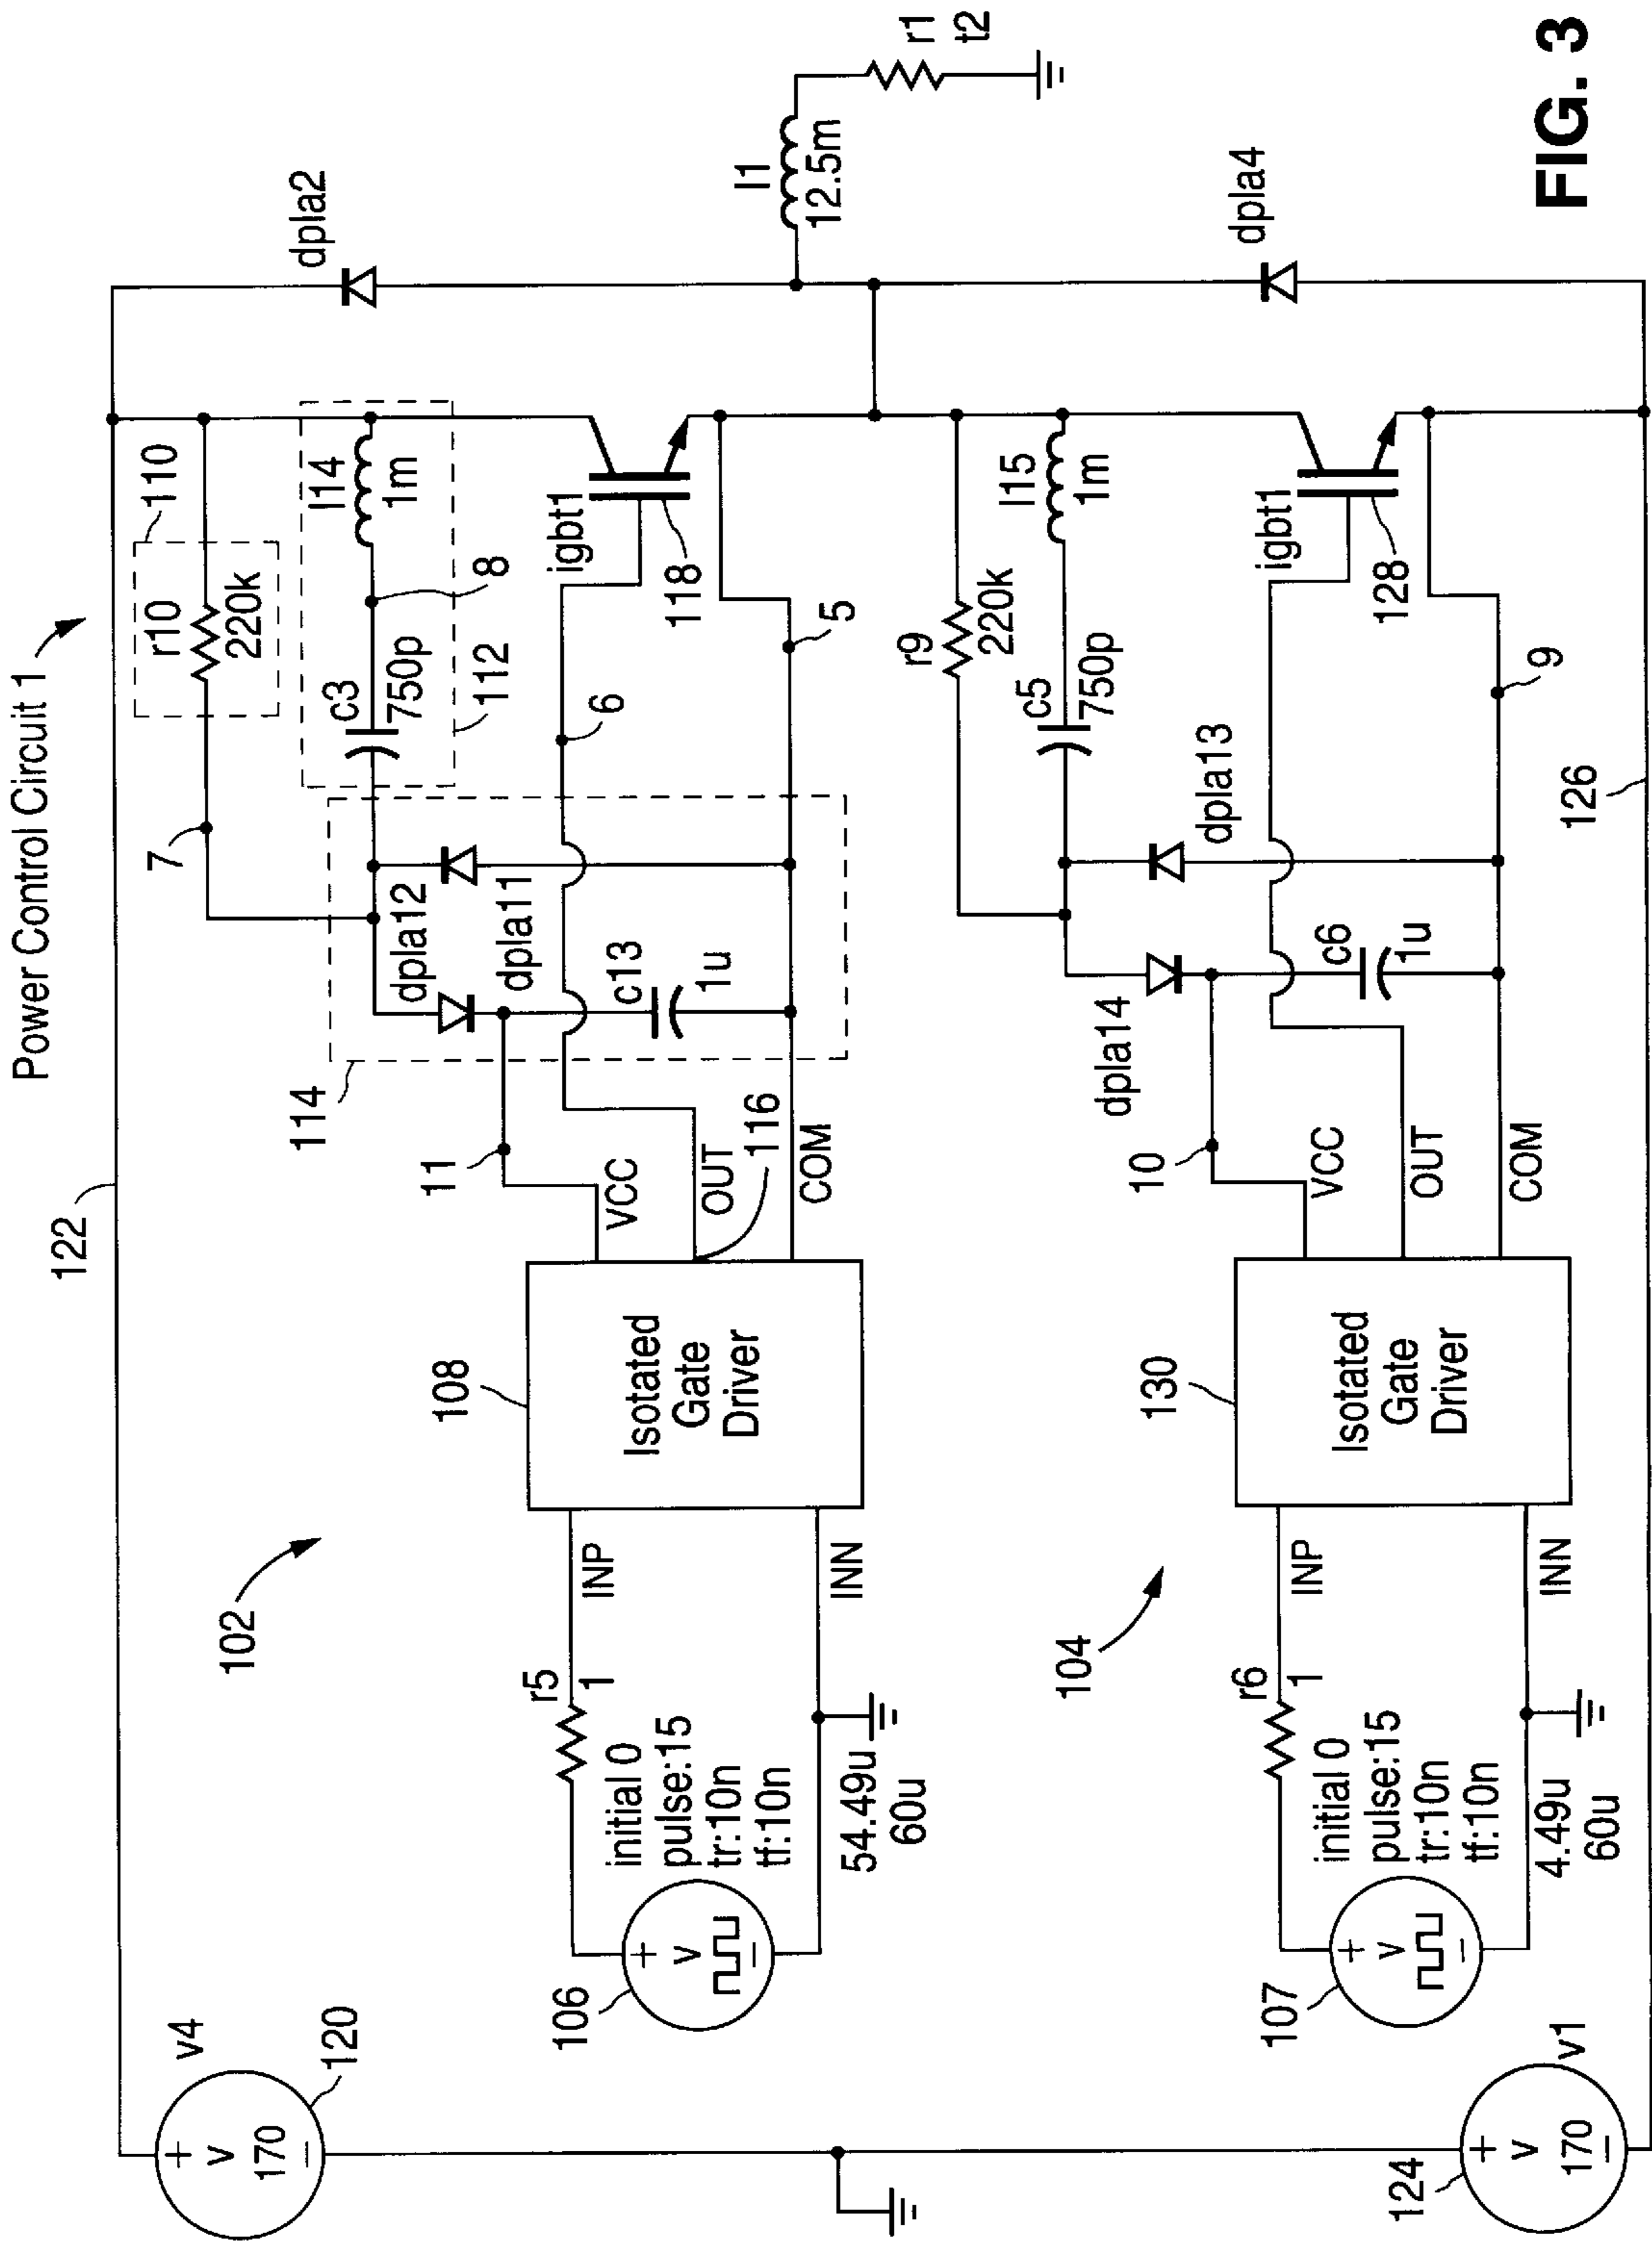 Power Control Circuit 1
122
v4
+
V
170
–
120
102
106
+
V
–
r5
1
initial 0
pulse:15
tr:10n
tf:10n
54.49u
60u
INP
INN
108
Isotated
Gate
Driver
VCC
OUT
COM
116
11
114
dpla12
dpla11
c13
1u
7
110
r10
220k
l14
1m
8
c3
750p
112
6
5
igbt1
118
dpla2
l1
12.5m
r1
t2
dpla4
104
107
+
V
–
r6
1
initial 0
pulse:15
tr:10n
tf:10n
4.49u
60u
INP
INN
130
Isotated
Gate
Driver
VCC
OUT
COM
10
dpla14
dpla13
c6
1u
r9
220k
l15
1m
c5
750p
igbt1
128
9
126
124
v1
+
V
170
–
FIG. 3